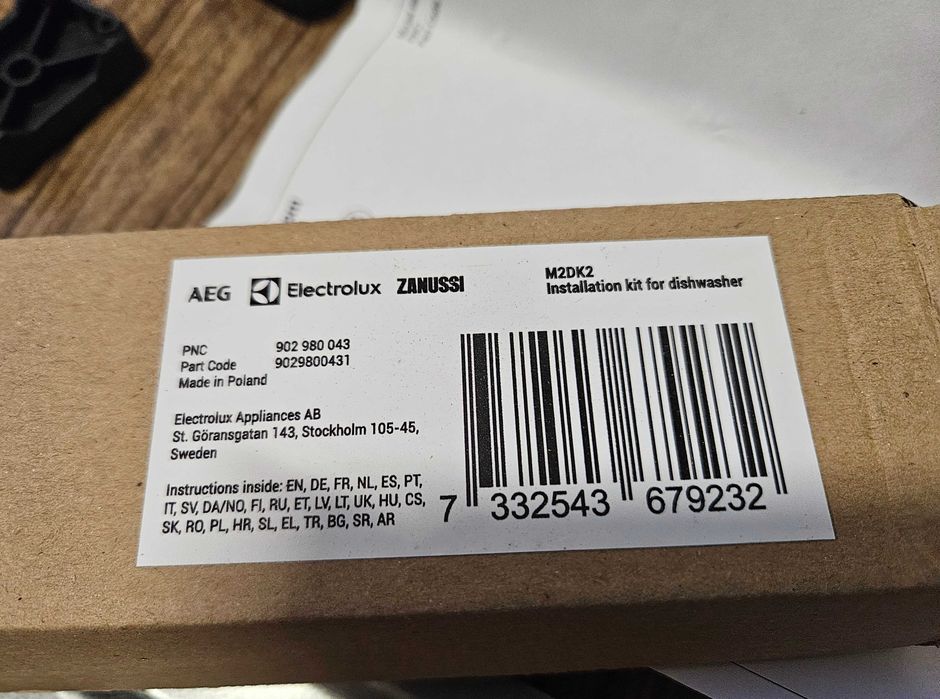 AEG Electrolux ZANUSSI
M2DK2
Installation kit for dishwasher
PNC 902 980 043
Part Code 9029800431
Made in Poland
Electrolux Appliances AB
St. Göransgatan 143, Stockholm 105-45,
Sweden
Instructions inside: EN, DE, FR, NL, ES, PT,
IT, SV, DA/NO, FI, RU, ET, LV, LT, UK, HU, CS,
SK, RO, PL, HR, SL, EL, TR, BG, SR, AR
7 332543 679232